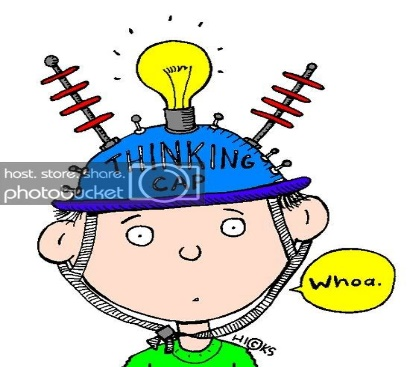 THINKING
CAP
host. store. share.
photobucket
Whoa.
HICKS